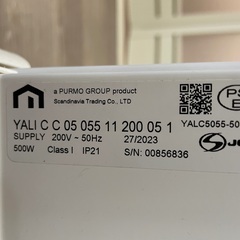 a PURMO GROUP product
Scandinavia Trading Co., LTD
YALI C C 05 055 11 200 05 1
YALC5055-50
SUPPLY 200V ~ 50Hz 27/2023
500W Class I IP21 S/N: 00856836
PS
E